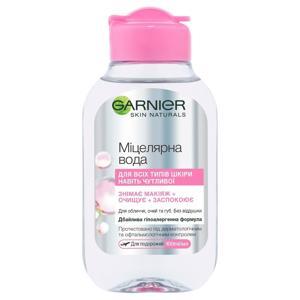 GARNIER
SKIN NATURALS
Міцелярна
вода
ДЛЯ ВСІХ ТИПІВ ШКІРИ
НАВІТЬ ЧУТЛИВОЇ
ЗНІМАЄ МАКІЯЖ +
ОЧИЩУЄ + ЗАСПОКОЮЄ
Для обличчя, очей та губ, без віддушки
Дбайлива гіпоалергенна формула
Протестовано під дерматологічним
та офтальмологічним контролем
Для подорожей